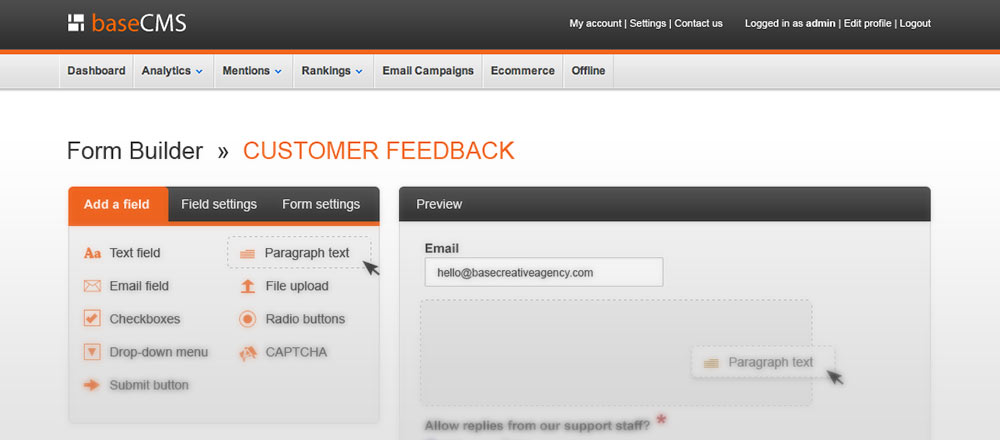 baseCMS
My account | Settings | Contact us Logged in as admin | Edit profile | Logout
Dashboard Analytics Mentions Rankings Email Campaigns Ecommerce Offline
Form Builder » CUSTOMER FEEDBACK
Add a field Field settings Form settings
Aa Text field Paragraph text
Email field File upload
Checkboxes Radio buttons
Drop-down menu CAPTCHA
Submit button
Preview
Email
hello@basecreativeagency.com
Paragraph text
Allow replies from our support staff? *